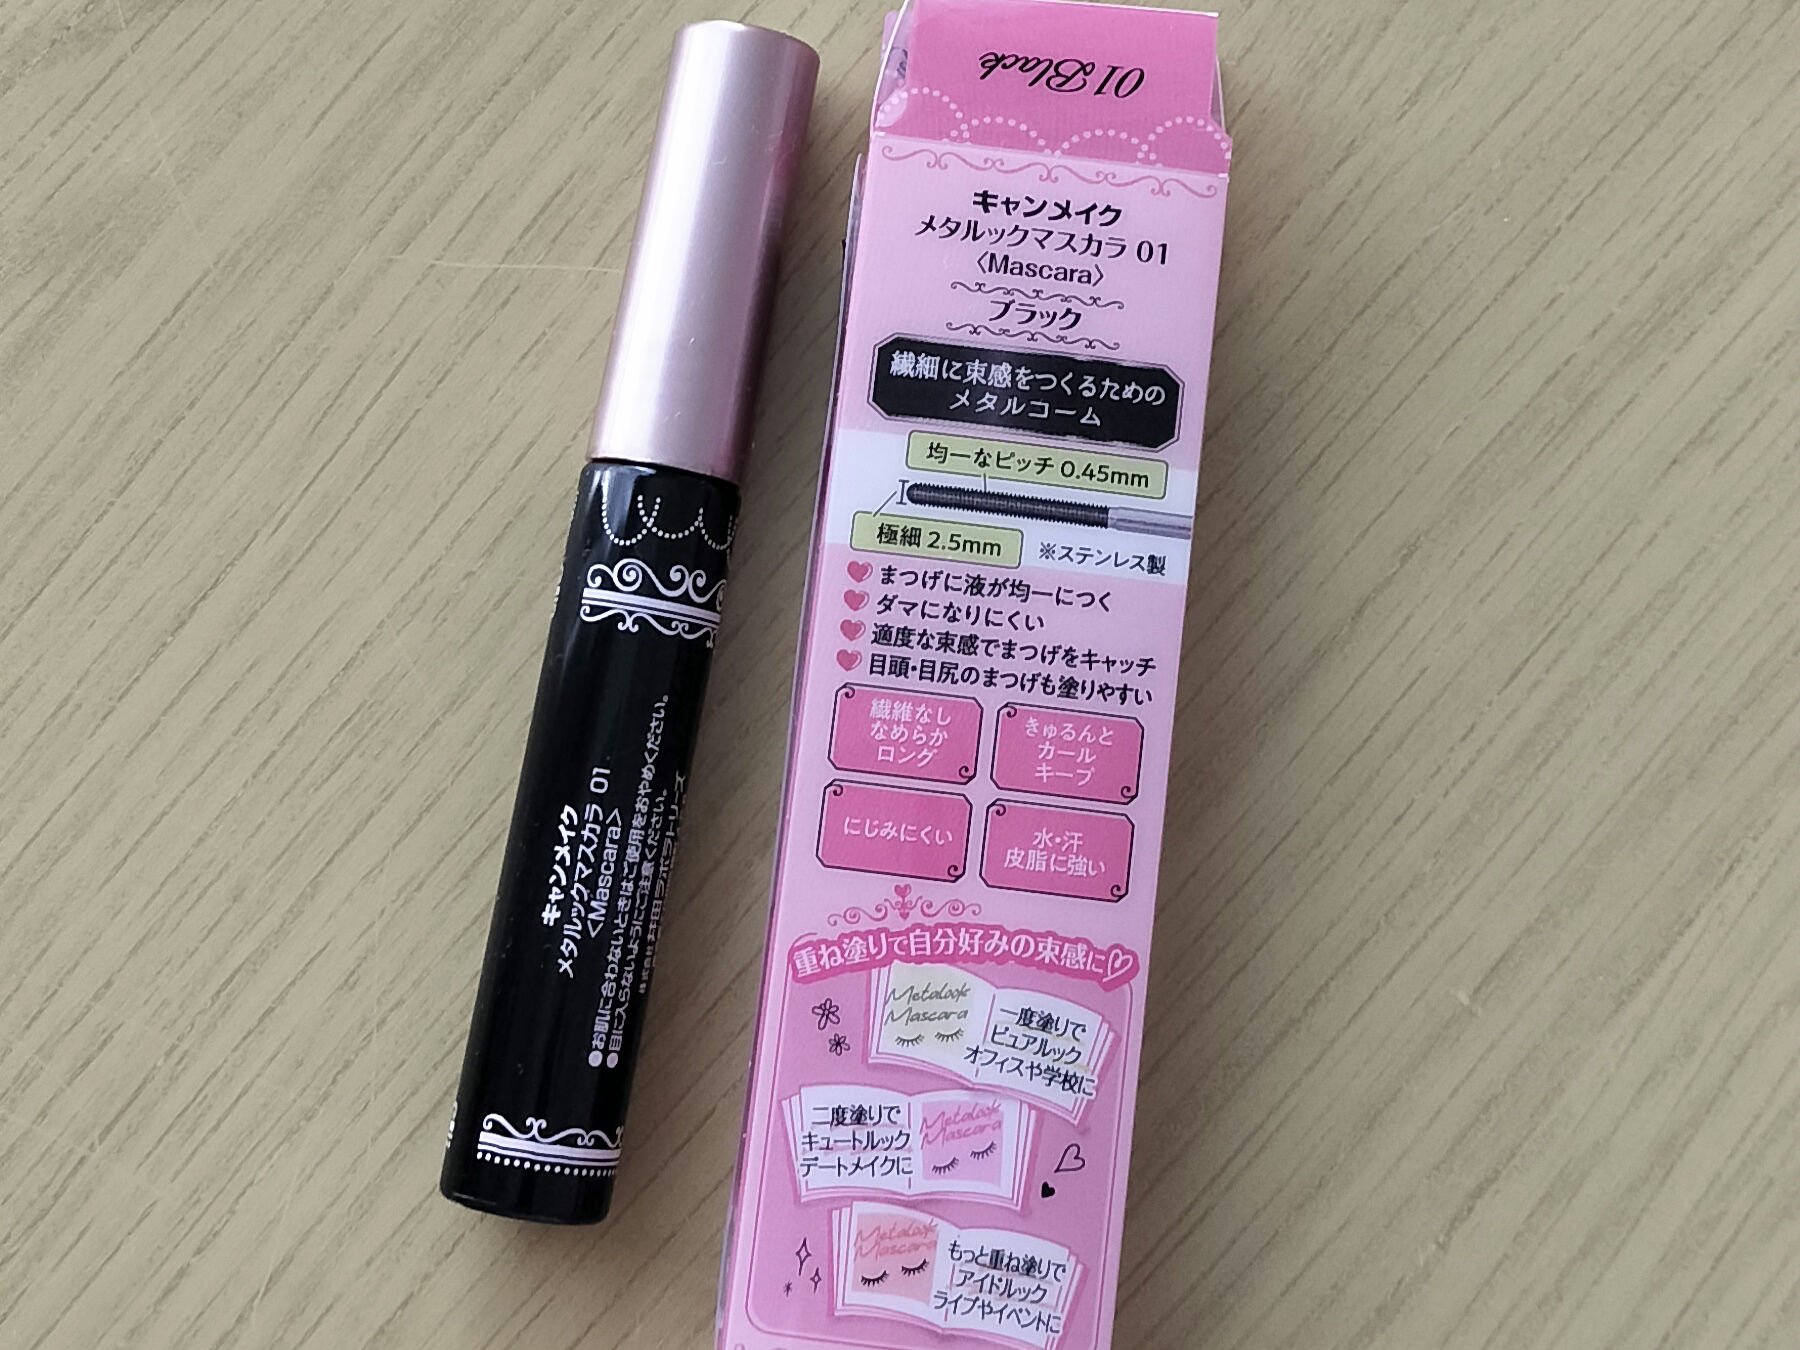 キャンメイク
メタルックマスカラ 01
〈Mascara〉
●お肌に合わないときはご使用をおやめください。
●目に入らないようにご注意ください。
株式会社 井田ラボラトリーズ
01 Black
キャンメイク
メタルックマスカラ 01
〈Mascara〉
ブラック
繊細に束感をつくるための
メタルコーム
均一なピッチ 0.45mm
極細 2.5mm
※ステンレス製
まつげに液が均一につく
ダマになりにくい
適度な束感でまつげをキャッチ
目頭・目尻のまつげも塗りやすい
繊維なし
なめらか
ロング
きゅるんと
カール
キープ
にじみにくい
水・汗
皮脂に強い
重ね塗りで自分好みの束感に
Metalook
Mascara
一度塗りで
ピュアルック
オフィスや学校に
二度塗りで
キュートルック
デートメイクに
Metalook
Mascara
Metalook
Mascara
もっと重ね塗りで
アイドルック
ライブやイベントに